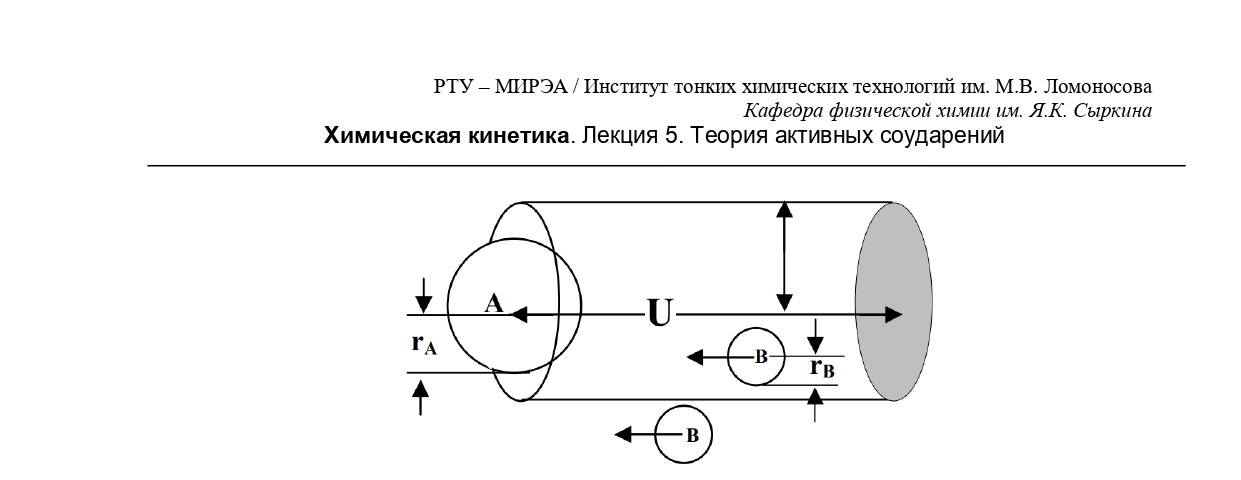 РТУ – МИРЭА / Институт тонких химических технологий им. М.В. Ломоносова
Кафедра физической химии им. Я.К. Сыркина
Химическая кинетика. Лекция 5. Теория активных соударений
A
U
rA
B
rB
B